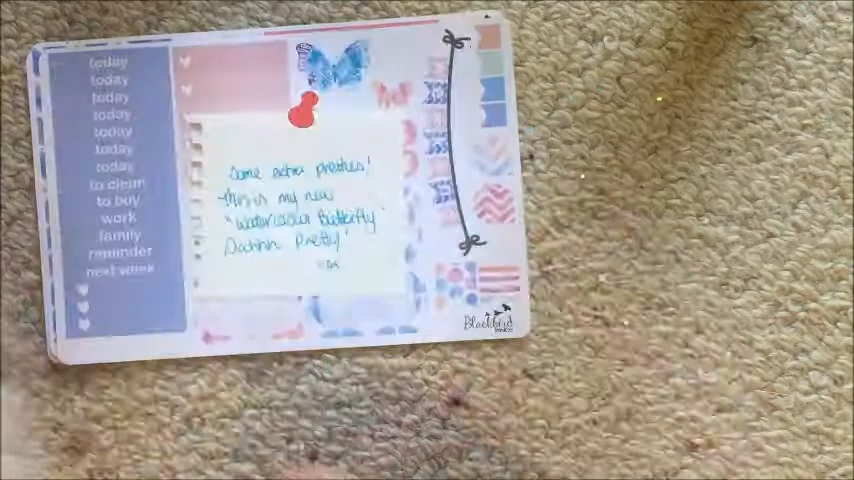 today
today
today
today
today
today
today
to clean
to buy
work
family
reminder
next week
Some extra pretties!
this is my new
"Watercolour Butterfly"
Pretty!
Blackbird